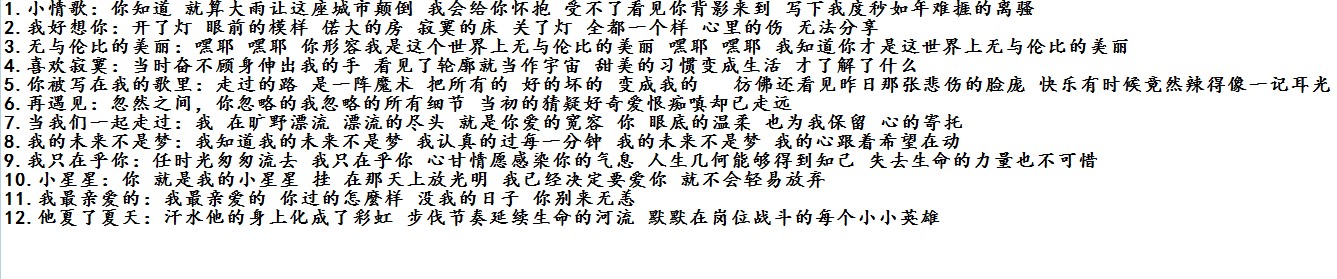 1.小情歌：你知道 就算大雨让这座城市颠倒 我会给你怀抱 受不了看见你背影来到 写下我度秒如年难捱的离骚
2.我好想你：开了灯 眼前的模样 偌大的房 寂寞的床 关了灯 全都一个样 心里的伤 无法分享
3.无与伦比的美丽：嘿耶 嘿耶 你形容我是这个世界上无与伦比的美丽 嘿耶 嘿耶 我知道你才是这世界上无与伦比的美丽
4.喜欢寂寞：当时奋不顾身伸出我的手 看见了轮廓就当作宇宙 甜美的习惯变成生活 才了解了什么
5.你被写在我的歌里：走过的路 是一阵魔术 把所有的 好的坏的 变成我的 彷佛还看见昨日那张悲伤的脸庞 快乐有时候竟然辣得像一记耳光
6.再遇见：忽然之间，你忽略的我忽略的所有细节 当初的猜疑好奇爱恨痴嗔却已走远
7.当我们一起走过：我 在旷野漂流 漂流的尽头 就是你爱的宽容 你 眼底的温柔 也为我保留 心的寄托
8.我的未来不是梦：我知道我的未来不是梦 我认真的过每一分钟 我的未来不是梦 我的心跟着希望在动
9.我只在乎你：任时光匆匆流去 我只在乎你 心甘情愿感染你的气息 人生几何能够得到知己 失去生命的力量也不可惜
10.小星星：你 就是我的小星星 挂 在那天上放光明 我已经决定要爱你 就不会轻易放弃
11.我最亲爱的：我最亲爱的 你过的怎麼样 没我的日子 你别来无恙
12.他夏了夏天：汗水他的身上化成了彩虹 步伐节奏延续生命的河流 默默在岗位战斗的每个小小英雄